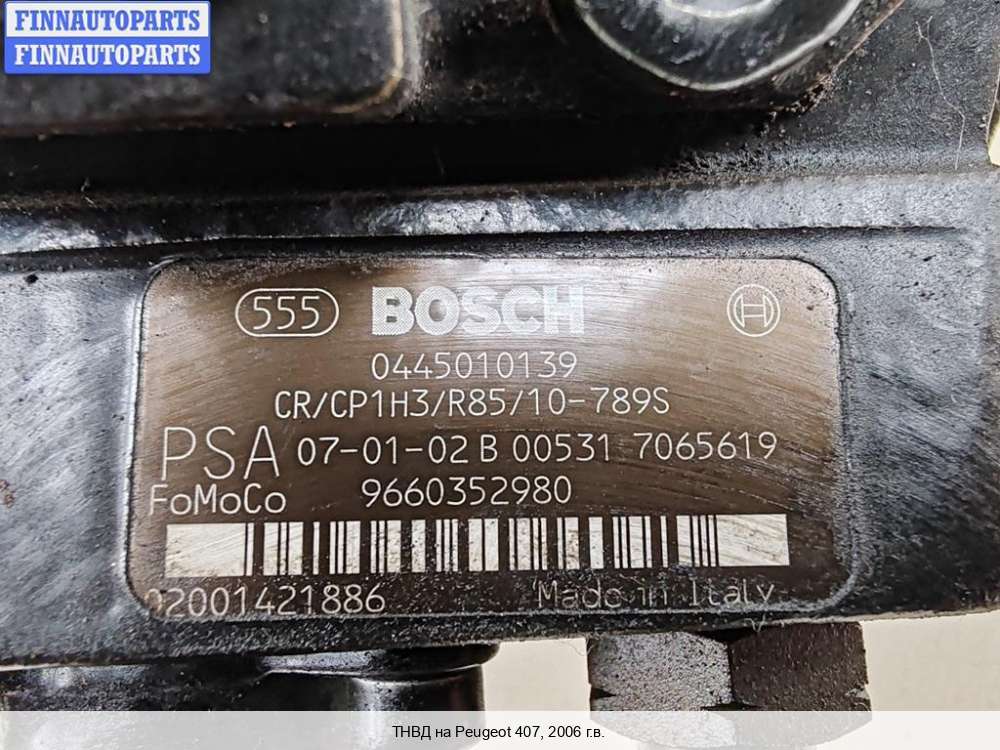 FINNAUTOPARTS
FINNAUTOPARTS
555 BOSCH
0445010139
CR/CP1H3/R85/10-789S
PSA 07-01-02 B 00531 7065619
FoMoCo 9660352980
02001421886 Made in Italy
ТНВД на Peugeot 407, 2006 г.в.